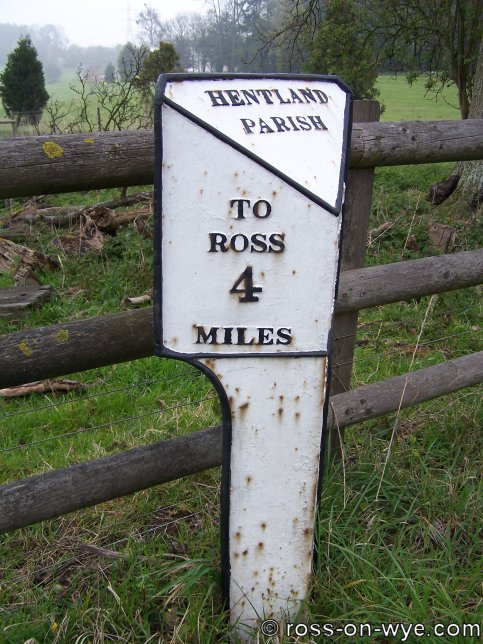 HENTLAND
PARISH
TO
ROSS
4
MILES
© ross-on-wye.com